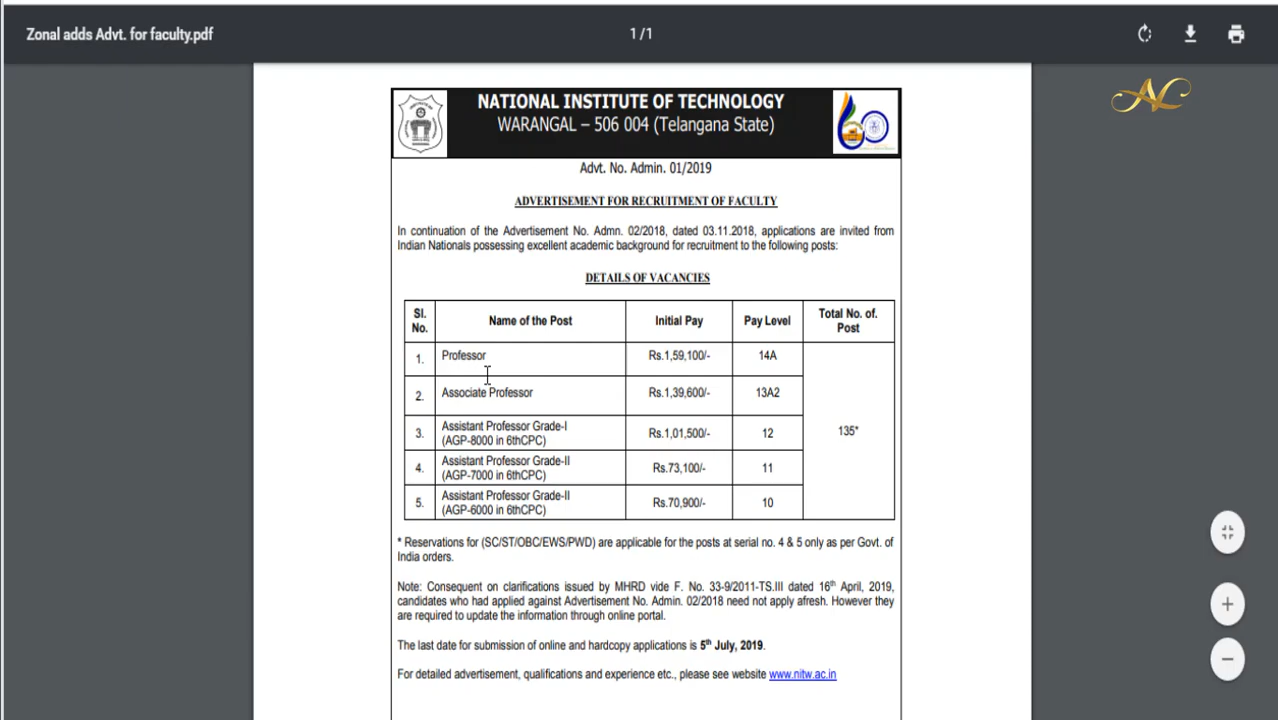 Zonal adds Advt. for faculty.pdf
1 / 1
AC
NATIONAL INSTITUTE OF TECHNOLOGY
WARANGAL – 506 004 (Telangana State)
Advt. No. Admin. 01/2019
ADVERTISEMENT FOR RECRUITMENT OF FACULTY
In continuation of the Advertisement No. Admn. 02/2018, dated 03.11.2018, applications are invited from
Indian Nationals possessing excellent academic background for recruitment to the following posts:
DETAILS OF VACANCIES
Sl. No. Name of the Post Initial Pay Pay Level Total No. of. Post
1. Professor Rs.1,59,100/- 14A
2. Associate Professor Rs.1,39,600/- 13A2
3. Assistant Professor Grade-I (AGP-8000 in 6thCPC) Rs.1,01,500/- 12 135*
4. Assistant Professor Grade-II (AGP-7000 in 6thCPC) Rs.73,100/- 11
5. Assistant Professor Grade-II (AGP-6000 in 6thCPC) Rs.70,900/- 10
* Reservations for (SC/ST/OBC/EWS/PWD) are applicable for the posts at serial no. 4 & 5 only as per Govt. of
India orders.
Note: Consequent on clarifications issued by MHRD vide F. No. 33-9/2011-TS.III dated 16th April, 2019,
candidates who had applied against Advertisement No. Admin. 02/2018 need not apply afresh. However they
are required to update the information through online portal.
The last date for submission of online and hardcopy applications is 5th July, 2019.
For detailed advertisement, qualifications and experience etc., please see website www.nitw.ac.in